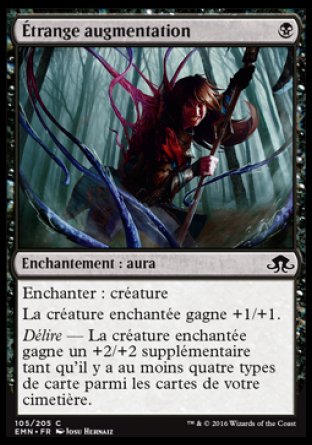 Étrange augmentation
Enchantement : aura
Enchanter : créature
La créature enchantée gagne +1/+1.
Délire — La créature enchantée
gagne un +2/+2 supplémentaire
tant qu'il y a au moins quatre types
de carte parmi les cartes de votre
cimetière.
105/205 C
EMN • FR Josu Hernaiz
™ & © 2016 Wizards of the Coast